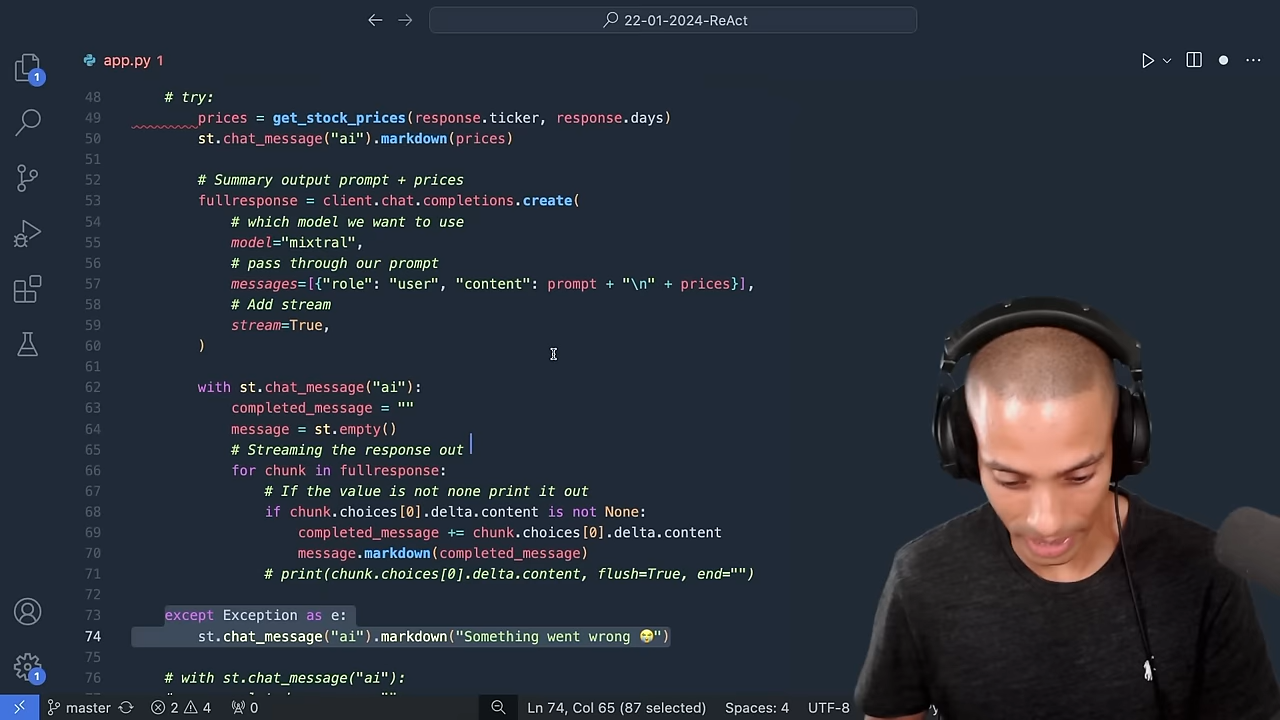 22-01-2024-ReAct
app.py 1
48 # try:
49 prices = get_stock_prices(response.ticker, response.days)
50 st.chat_message("ai").markdown(prices)
51
52 # Summary output prompt + prices
53 fullresponse = client.chat.completions.create(
54 # which model we want to use
55 model="mixtral",
56 # pass through our prompt
57 messages=[{"role": "user", "content": prompt + "\n" + prices}],
58 # Add stream
59 stream=True,
60 )
61
62 with st.chat_message("ai"):
63 completed_message = ""
64 message = st.empty()
65 # Streaming the response out
66 for chunk in fullresponse:
67 # If the value is not none print it out
68 if chunk.choices[0].delta.content is not None:
69 completed_message += chunk.choices[0].delta.content
70 message.markdown(completed_message)
71 # print(chunk.choices[0].delta.content, flush=True, end="")
72
73 except Exception as e:
74 st.chat_message("ai").markdown("Something went wrong 😅")
75
76 # with st.chat_message("ai"):
1
1
master 2 4 0 Ln 74, Col 65 (87 selected) Spaces: 4 UTF-8